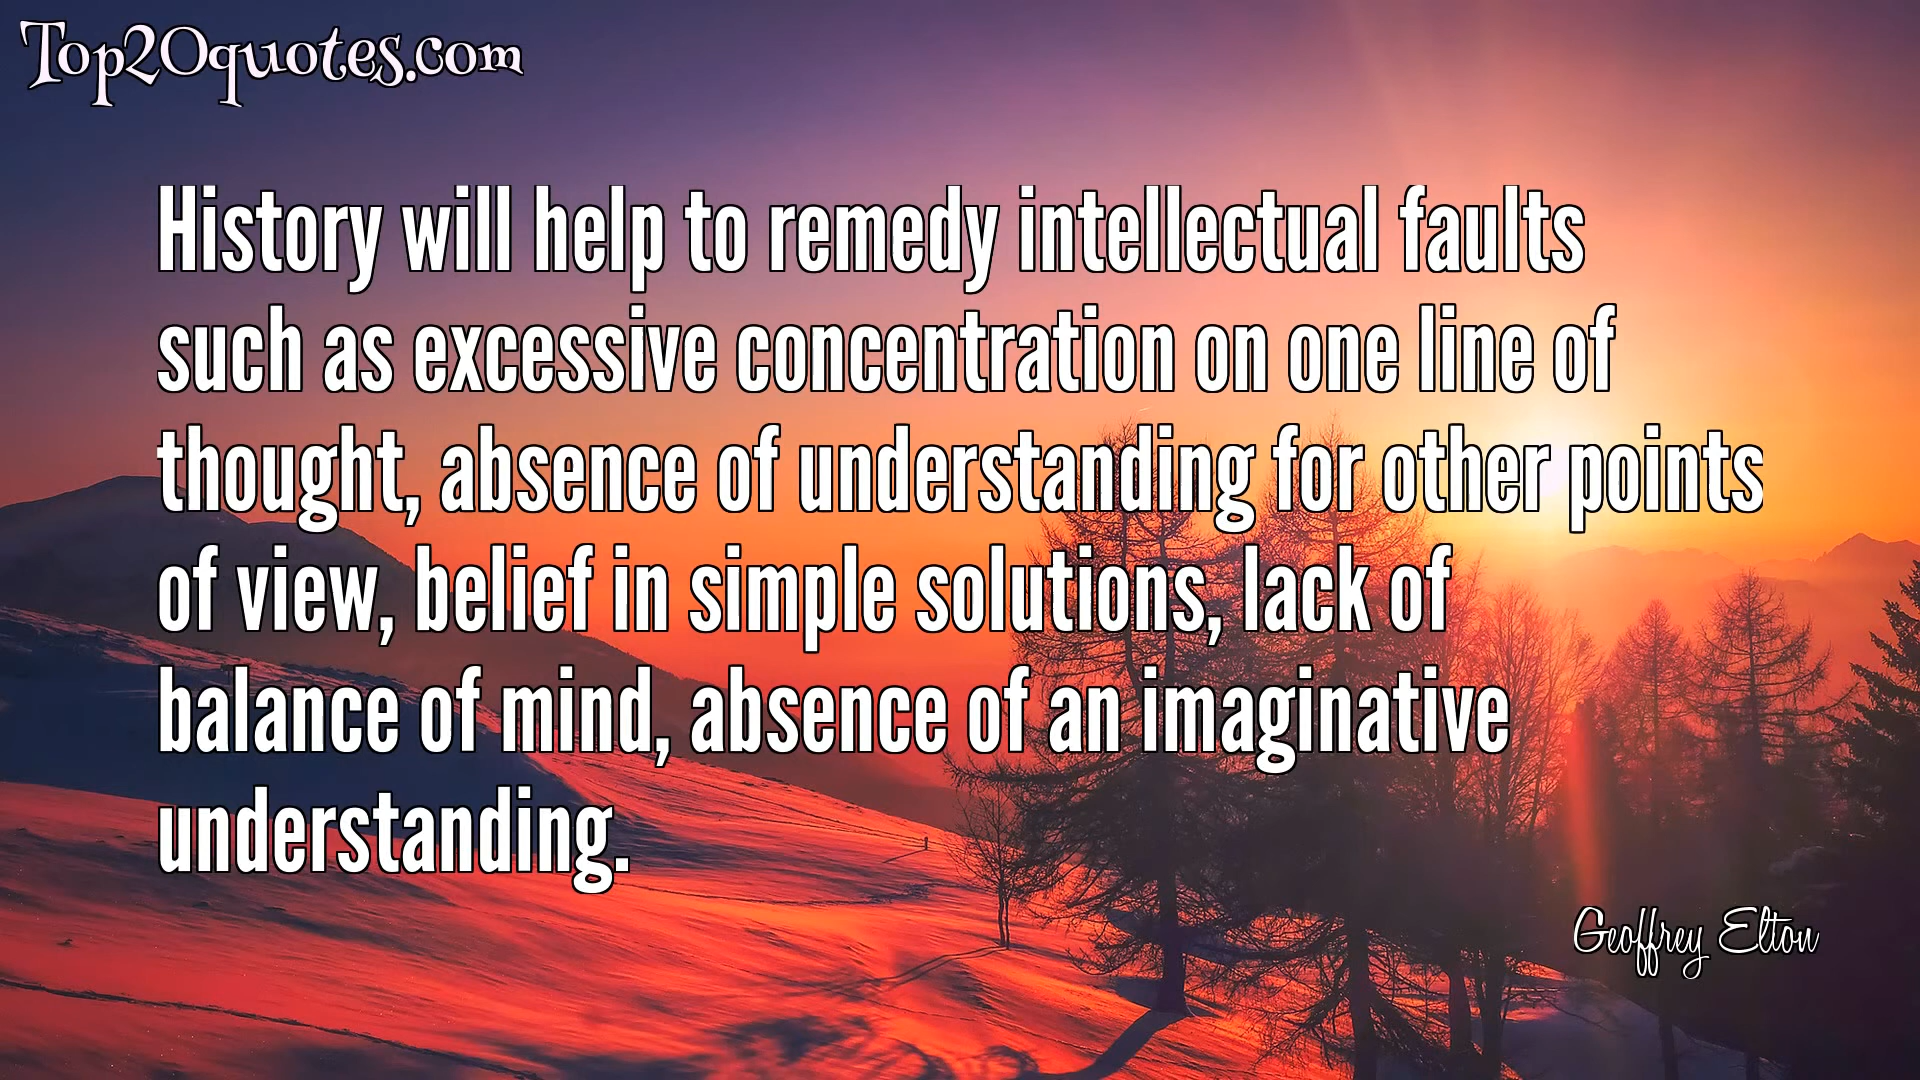 Top20quotes.com
History will help to remedy intellectual faults
such as excessive concentration on one line of
thought, absence of understanding for other points
of view, belief in simple solutions, lack of
balance of mind, absence of an imaginative
understanding.
Geoffrey Elton